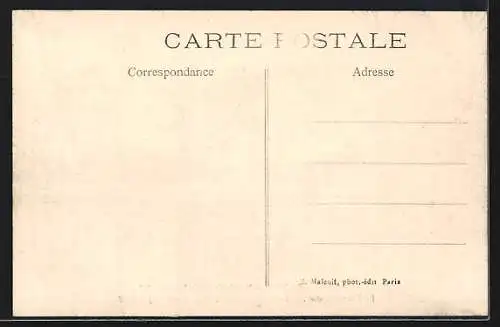 CARTE POSTALE
Correspondance
Adresse
Malcuit, phot.-édit Paris